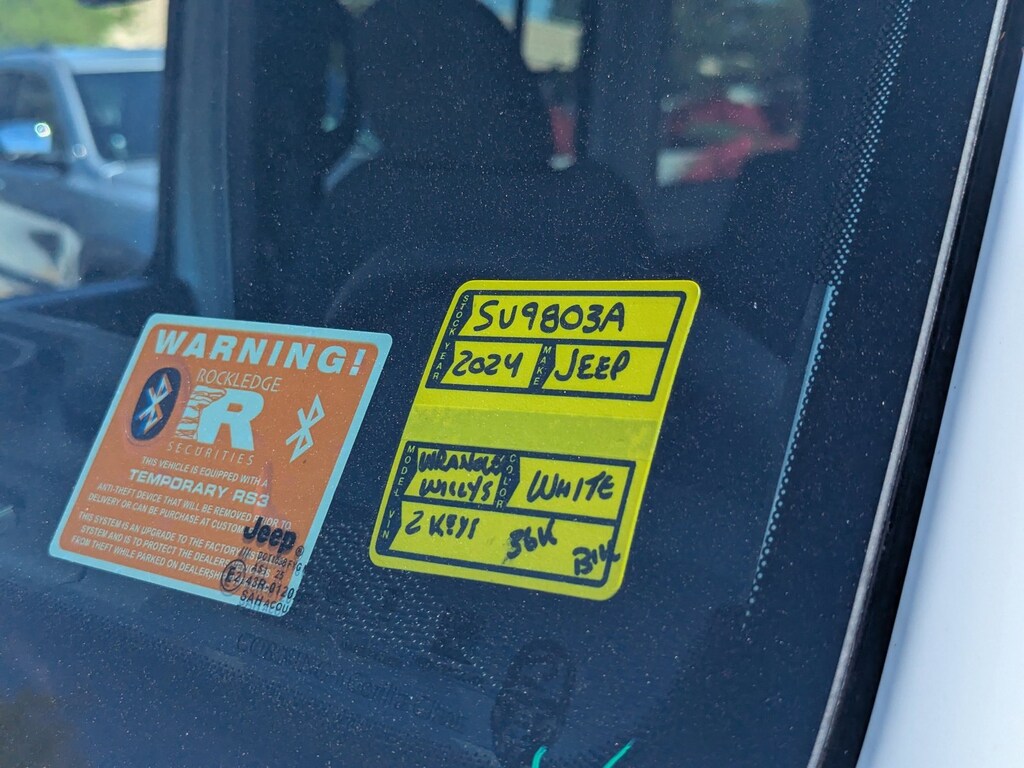 WARNING!
ROCKLEDGE
R
SECURITIES
THIS VEHICLE IS EQUIPPED WITH A
TEMPORARY RS3
ANTI-THEFT DEVICE THAT WILL BE REMOVED PRIOR TO
DELIVERY OR CAN BE PURCHASE AT CUSTOM
THIS SYSTEM IS AN UPGRADE TO THE FACTORY
SYSTEM AND IS TO PROTECT THE DEALER
FROM THEFT WHILE PARKED ON DEALERSHIP
Jeep®
STOCK SU9803A
YEAR 2024 MAKE JEEP
MODEL WRANGLER WILLYS COLOR WHITE
VIN 2 KEYS 36K